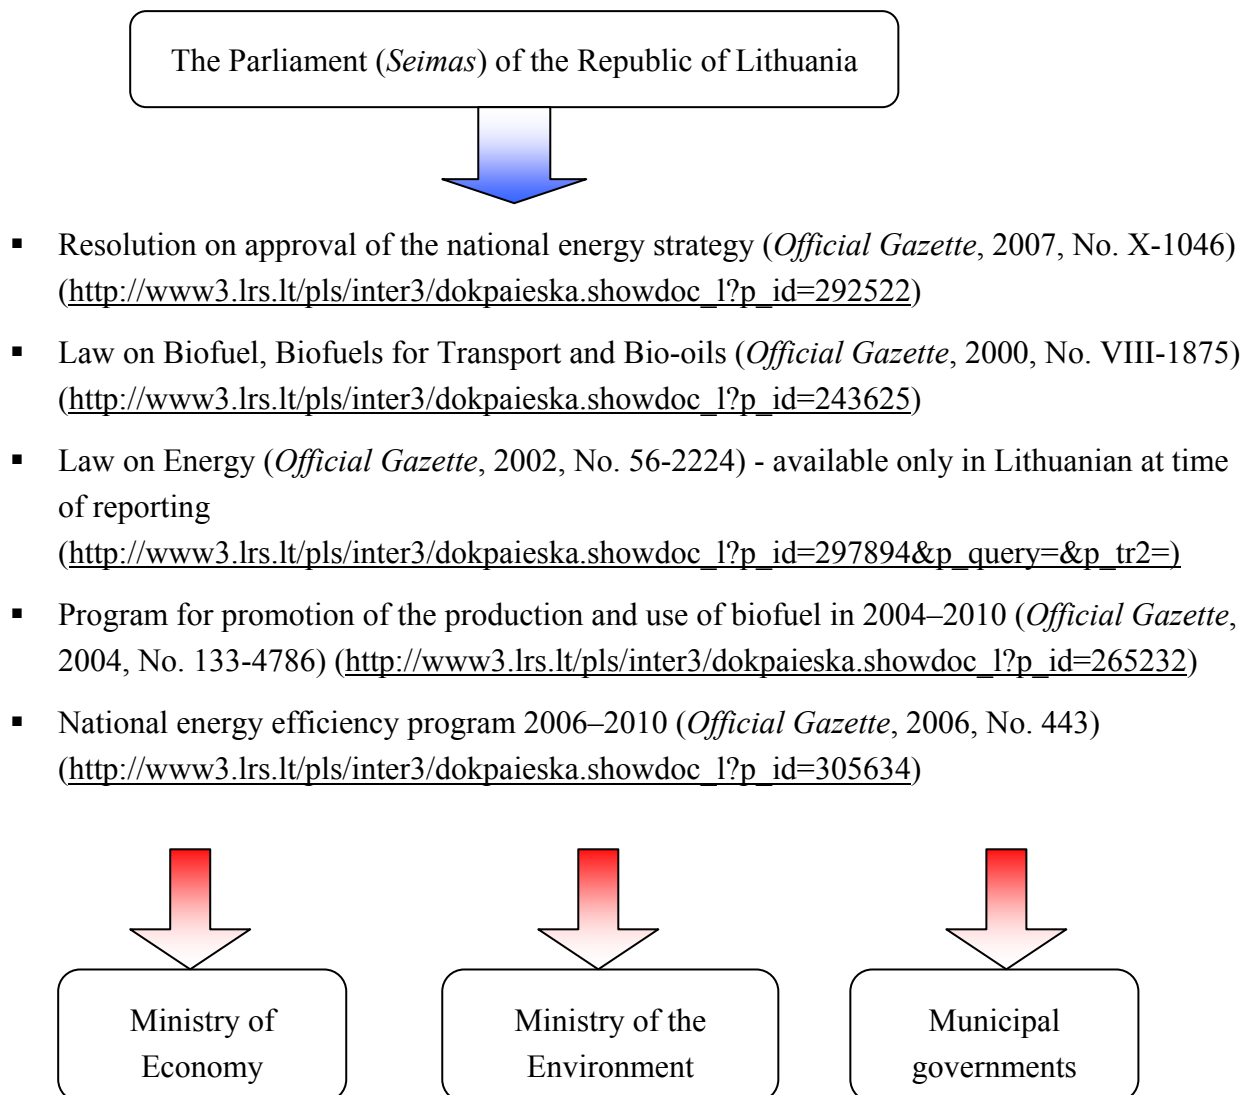 The Parliament (Seimas) of the Republic of Lithuania
▪ Resolution on approval of the national energy strategy (Official Gazette, 2007, No. X-1046)
(http://www3.lrs.lt/pls/inter3/dokpaieska.showdoc_l?p_id=292522)
▪ Law on Biofuel, Biofuels for Transport and Bio-oils (Official Gazette, 2000, No. VIII-1875)
(http://www3.lrs.lt/pls/inter3/dokpaieska.showdoc_l?p_id=243625)
▪ Law on Energy (Official Gazette, 2002, No. 56-2224) - available only in Lithuanian at time
of reporting
(http://www3.lrs.lt/pls/inter3/dokpaieska.showdoc_l?p_id=297894&p_query=&p_tr2=)
▪ Program for promotion of the production and use of biofuel in 2004–2010 (Official Gazette,
2004, No. 133-4786) (http://www3.lrs.lt/pls/inter3/dokpaieska.showdoc_l?p_id=265232)
▪ National energy efficiency program 2006–2010 (Official Gazette, 2006, No. 443)
(http://www3.lrs.lt/pls/inter3/dokpaieska.showdoc_l?p_id=305634)
Ministry of
Economy
Ministry of the
Environment
Municipal
governments